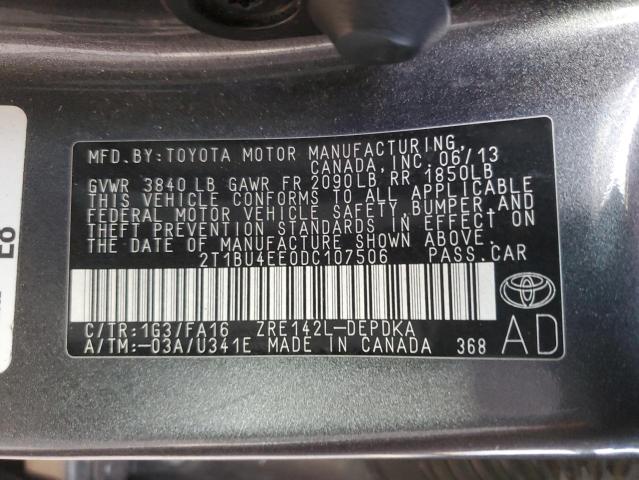 MFD.BY:TOYOTA MOTOR MANUFACTURING,
CANADA, INC. 06/13
GVWR 3840 LB GAWR FR 2090LB, RR 1850LB
THIS VEHICLE CONFORMS TO ALL APPLICABLE
FEDERAL MOTOR VEHICLE SAFETY, BUMPER, AND
THEFT PREVENTION STANDARDS IN EFFECT ON
THE DATE OF MANUFACTURE SHOWN ABOVE.
2T1BU4EE0DC107506 PASS.CAR
C/TR:1G3/FA16 ZRE142L-DEPDKA
A/TM:-03A/U341E MADE IN CANADA 368
AD